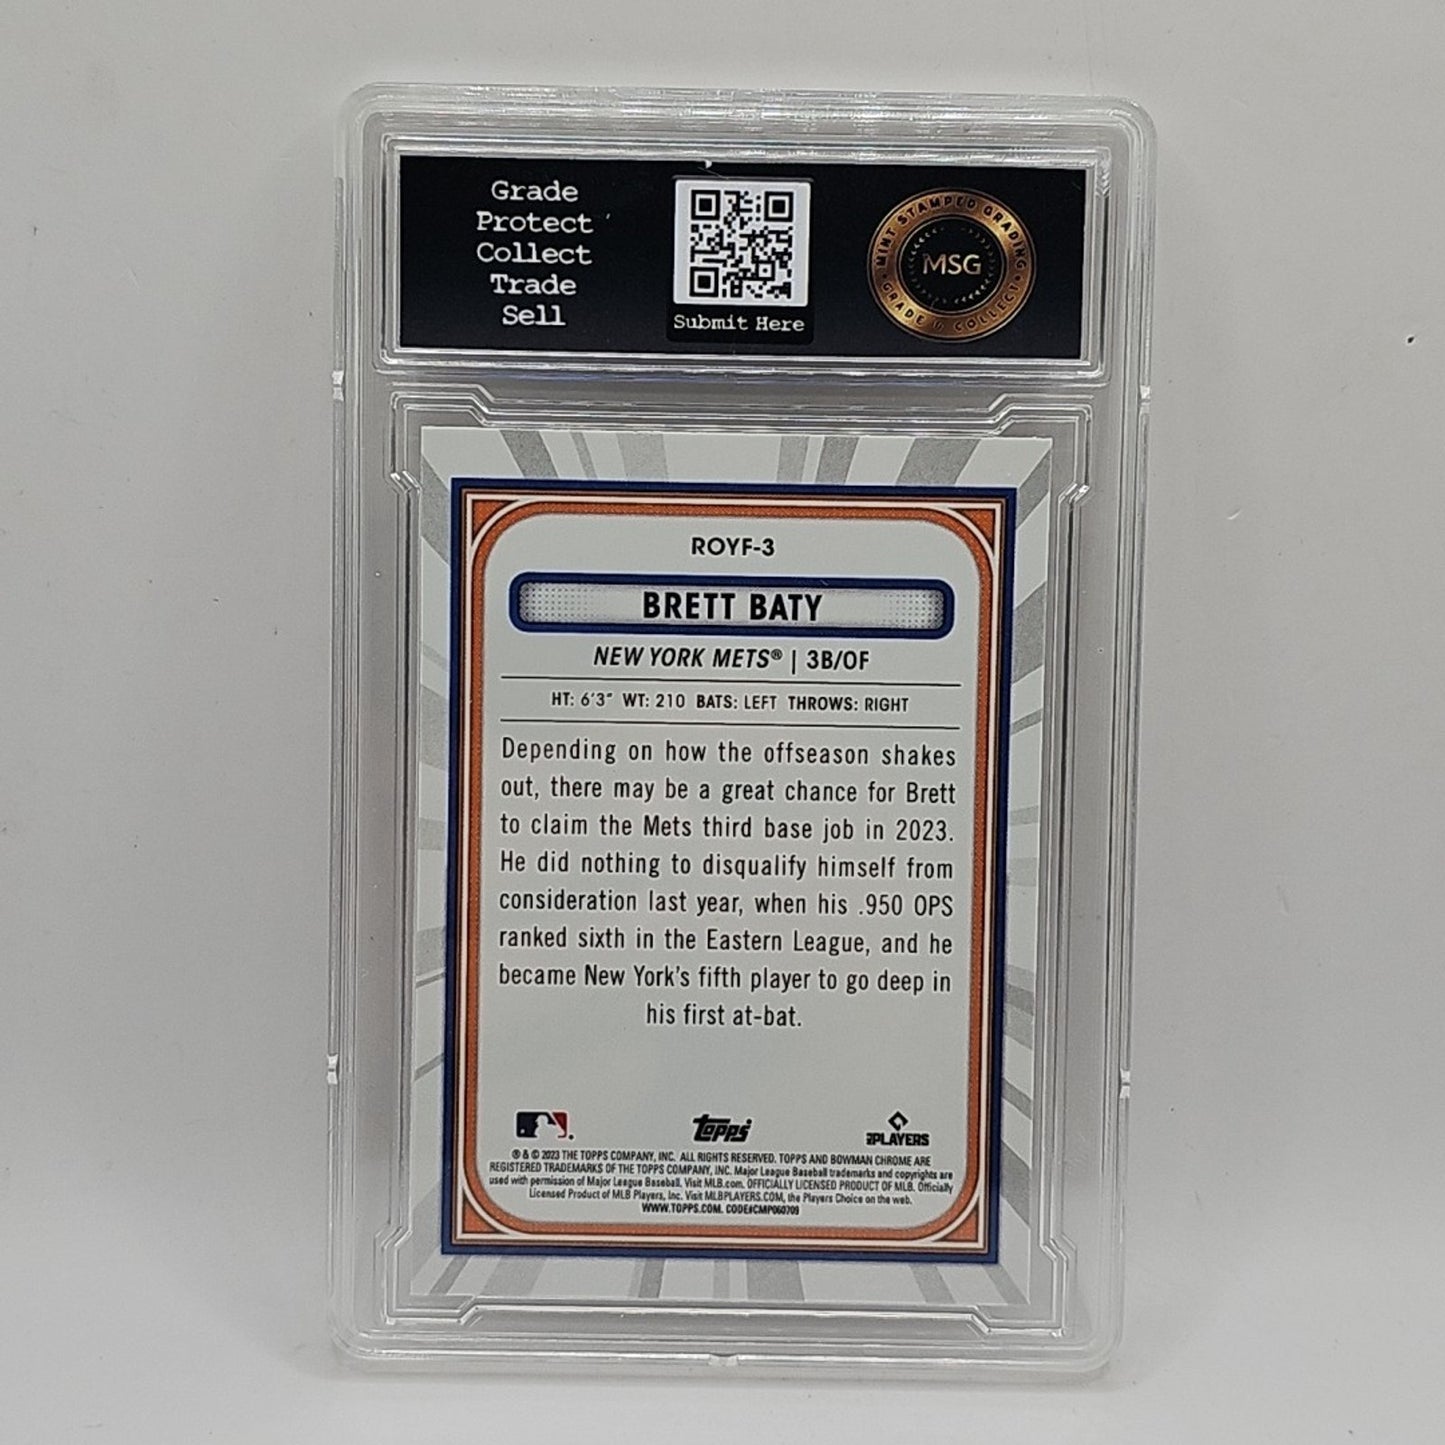 Grade
Protect
Collect
Trade
Sell
Submit Here
MINT STAMPED GRADING
MSG
GRADE & COLLECT
ROYF-3
BRETT BATY
NEW YORK METS® | 3B/OF
HT: 6'3" WT: 210 BATS: LEFT THROWS: RIGHT
Depending on how the offseason shakes
out, there may be a great chance for Brett
to claim the Mets third base job in 2023.
He did nothing to disqualify himself from
consideration last year, when his .950 OPS
ranked sixth in the Eastern League, and he
became New York's fifth player to go deep in
his first at-bat.
Topps
PLAYERS
® & © 2023 THE TOPPS COMPANY, INC. ALL RIGHTS RESERVED. TOPPS AND BOWMAN CHROME ARE
REGISTERED TRADEMARKS OF THE TOPPS COMPANY, INC. Major League Baseball trademarks and copyrights are
used with permission of Major League Baseball. Visit MLB.com. OFFICIALLY LICENSED PRODUCT OF MLB. Officially
Licensed Product of MLB Players, Inc. Visit MLBPLAYERS.COM, the Players Choice on the web.
WWW.TOPPS.COM. CODE#CMP060709